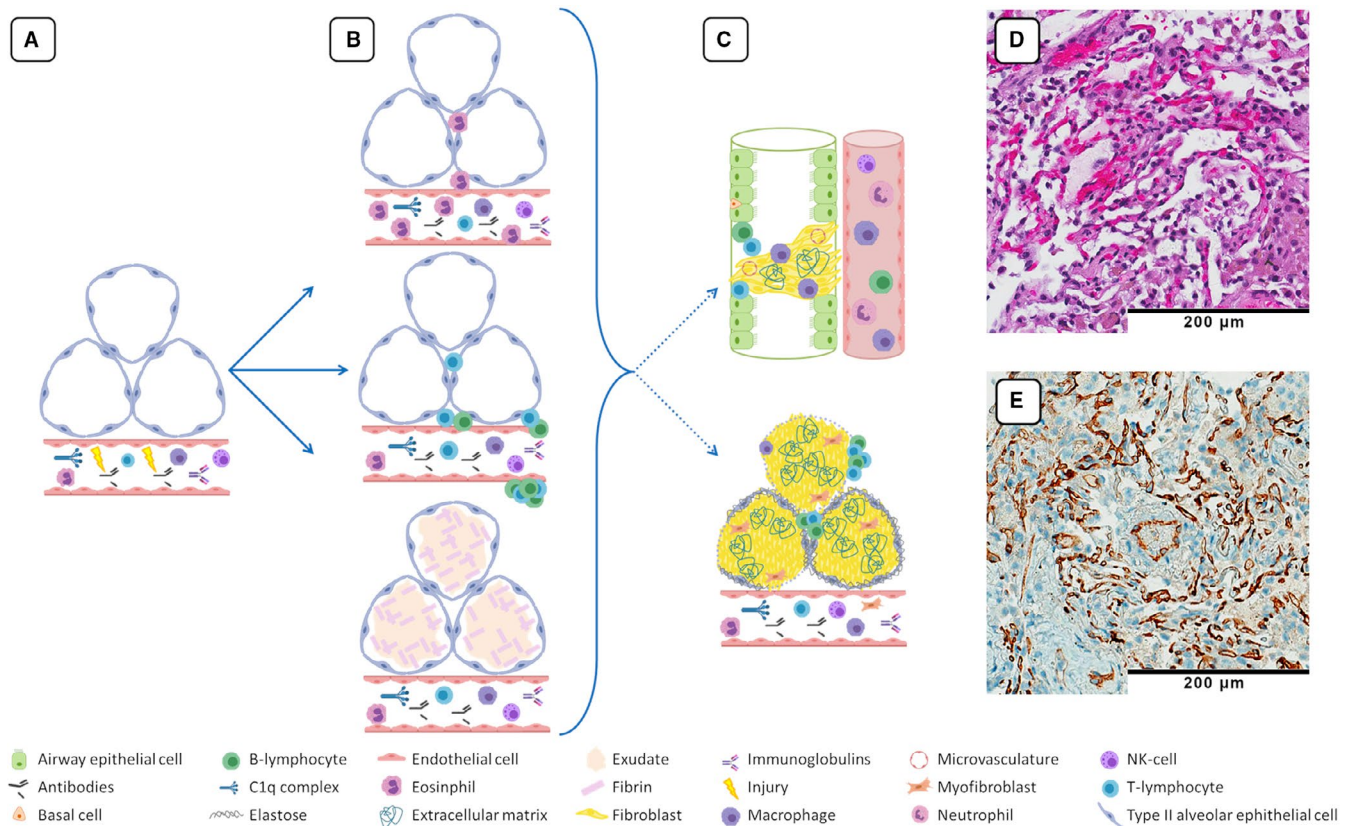 A
B
C
D
200 µm
E
200 µm
Airway epithelial cell
B-lymphocyte
Endothelial cell
Exudate
Immunoglobulins
Microvasculature
NK-cell
Antibodies
C1q complex
Eosinphil
Fibrin
Injury
Myofibroblast
T-lymphocyte
Basal cell
Elastose
Extracellular matrix
Fibroblast
Macrophage
Neutrophil
Type II alveolar ephithelial cell